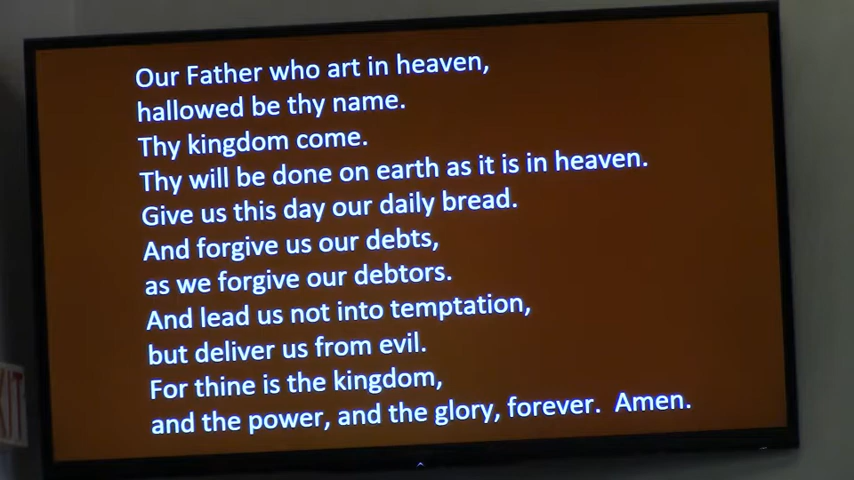 Our Father who art in heaven,
hallowed be thy name.
Thy kingdom come.
Thy will be done on earth as it is in heaven.
Give us this day our daily bread.
And forgive us our debts,
as we forgive our debtors.
And lead us not into temptation,
but deliver us from evil.
For thine is the kingdom,
and the power, and the glory, forever.  Amen.
XIT